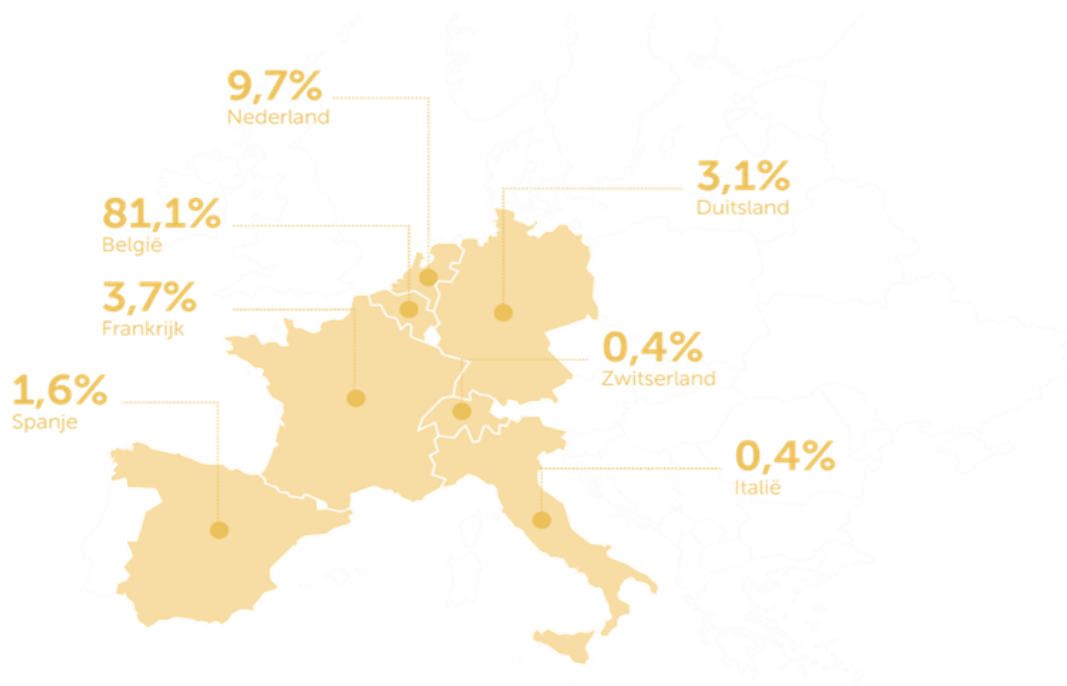 9,7%
Nederland
3,1%
Duitsland
81,1%
België
3,7%
Frankrijk
0,4%
Zwitserland
1,6%
Spanje
0,4%
Italië